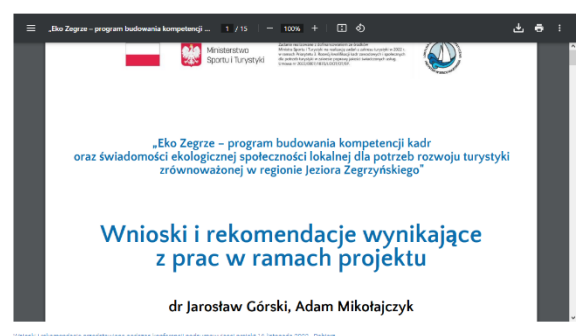 „Eko Zegrze – program budowania kompetencji ... 1 / 15 100%
Ministerstwo
Sportu i Turystyki
„Eko Zegrze – program budowania kompetencji kadr
oraz świadomości ekologicznej społeczności lokalnej dla potrzeb rozwoju turystyki
zrównoważonej w regionie Jeziora Zegrzyńskiego"
Wnioski i rekomendacje wynikające
z prac w ramach projektu
dr Jarosław Górski, Adam Mikołajczyk